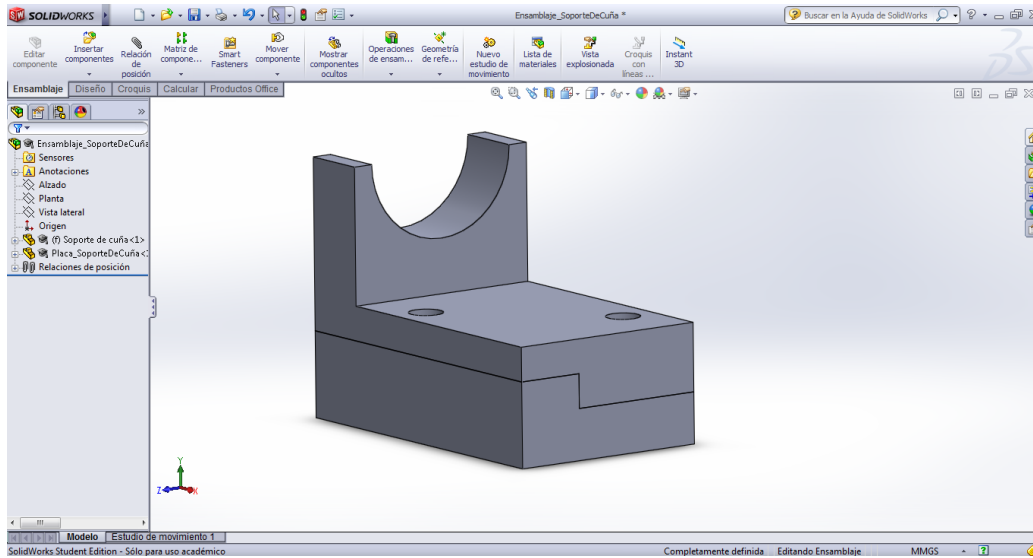 SOLIDWORKS
Ensamblaje_SoporteDeCuña *
Buscar en la Ayuda de SolidWorks
Editar componente
Insertar componentes
Relación de posición
Matriz de compone...
Smart Fasteners
Mover componente
Mostrar componentes ocultos
Operaciones de ensam...
Geometría de refe...
Nuevo estudio de movimiento
Lista de materiales
Vista explosionada
Croquis con líneas ...
Instant 3D
Ensamblaje Diseño Croquis Calcular Productos Office
Ensamblaje_SoporteDeCuña
Sensores
Anotaciones
Alzado
Planta
Vista lateral
Origen
(f) Soporte de cuña<1>
Placa_SoporteDeCuña<
Relaciones de posición
Y
Z
X
Modelo Estudio de movimiento 1
SolidWorks Student Edition - Sólo para uso académico
Completamente definida Editando Ensamblaje MMGS